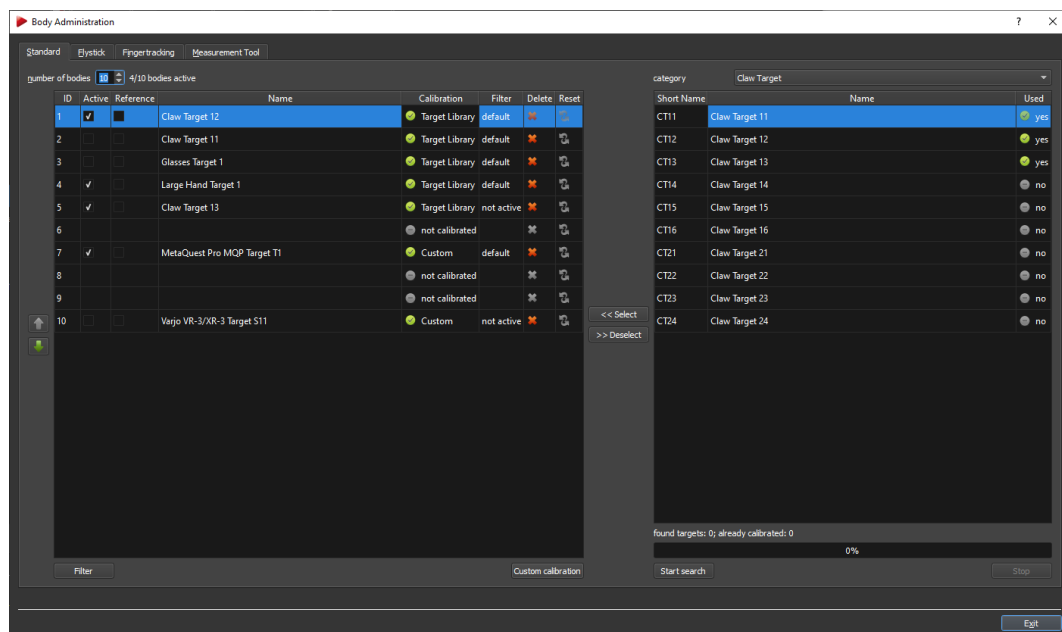 Body Administration ? ×
Standard Flystick Fingertracking Measurement Tool
number of bodies 10 4/10 bodies active
ID Active Reference Name Calibration Filter Delete Reset
1 Claw Target 12 Target Library default
2 Claw Target 11 Target Library default
3 Glasses Target 1 Target Library default
4 Large Hand Target 1 Target Library default
5 Claw Target 13 Target Library not active
6 not calibrated
7 MetaQuest Pro MQP Target T1 Custom default
8 not calibrated
9 not calibrated
10 Varjo VR-3/XR-3 Target S11 Custom not active
Filter Custom calibration
<< Select
>> Deselect
category Claw Target
Short Name Name Used
CT11 Claw Target 11 yes
CT12 Claw Target 12 yes
CT13 Claw Target 13 yes
CT14 Claw Target 14 no
CT15 Claw Target 15 no
CT16 Claw Target 16 no
CT21 Claw Target 21 no
CT22 Claw Target 22 no
CT23 Claw Target 23 no
CT24 Claw Target 24 no
found targets: 0; already calibrated: 0
0%
Start search Stop
Exit